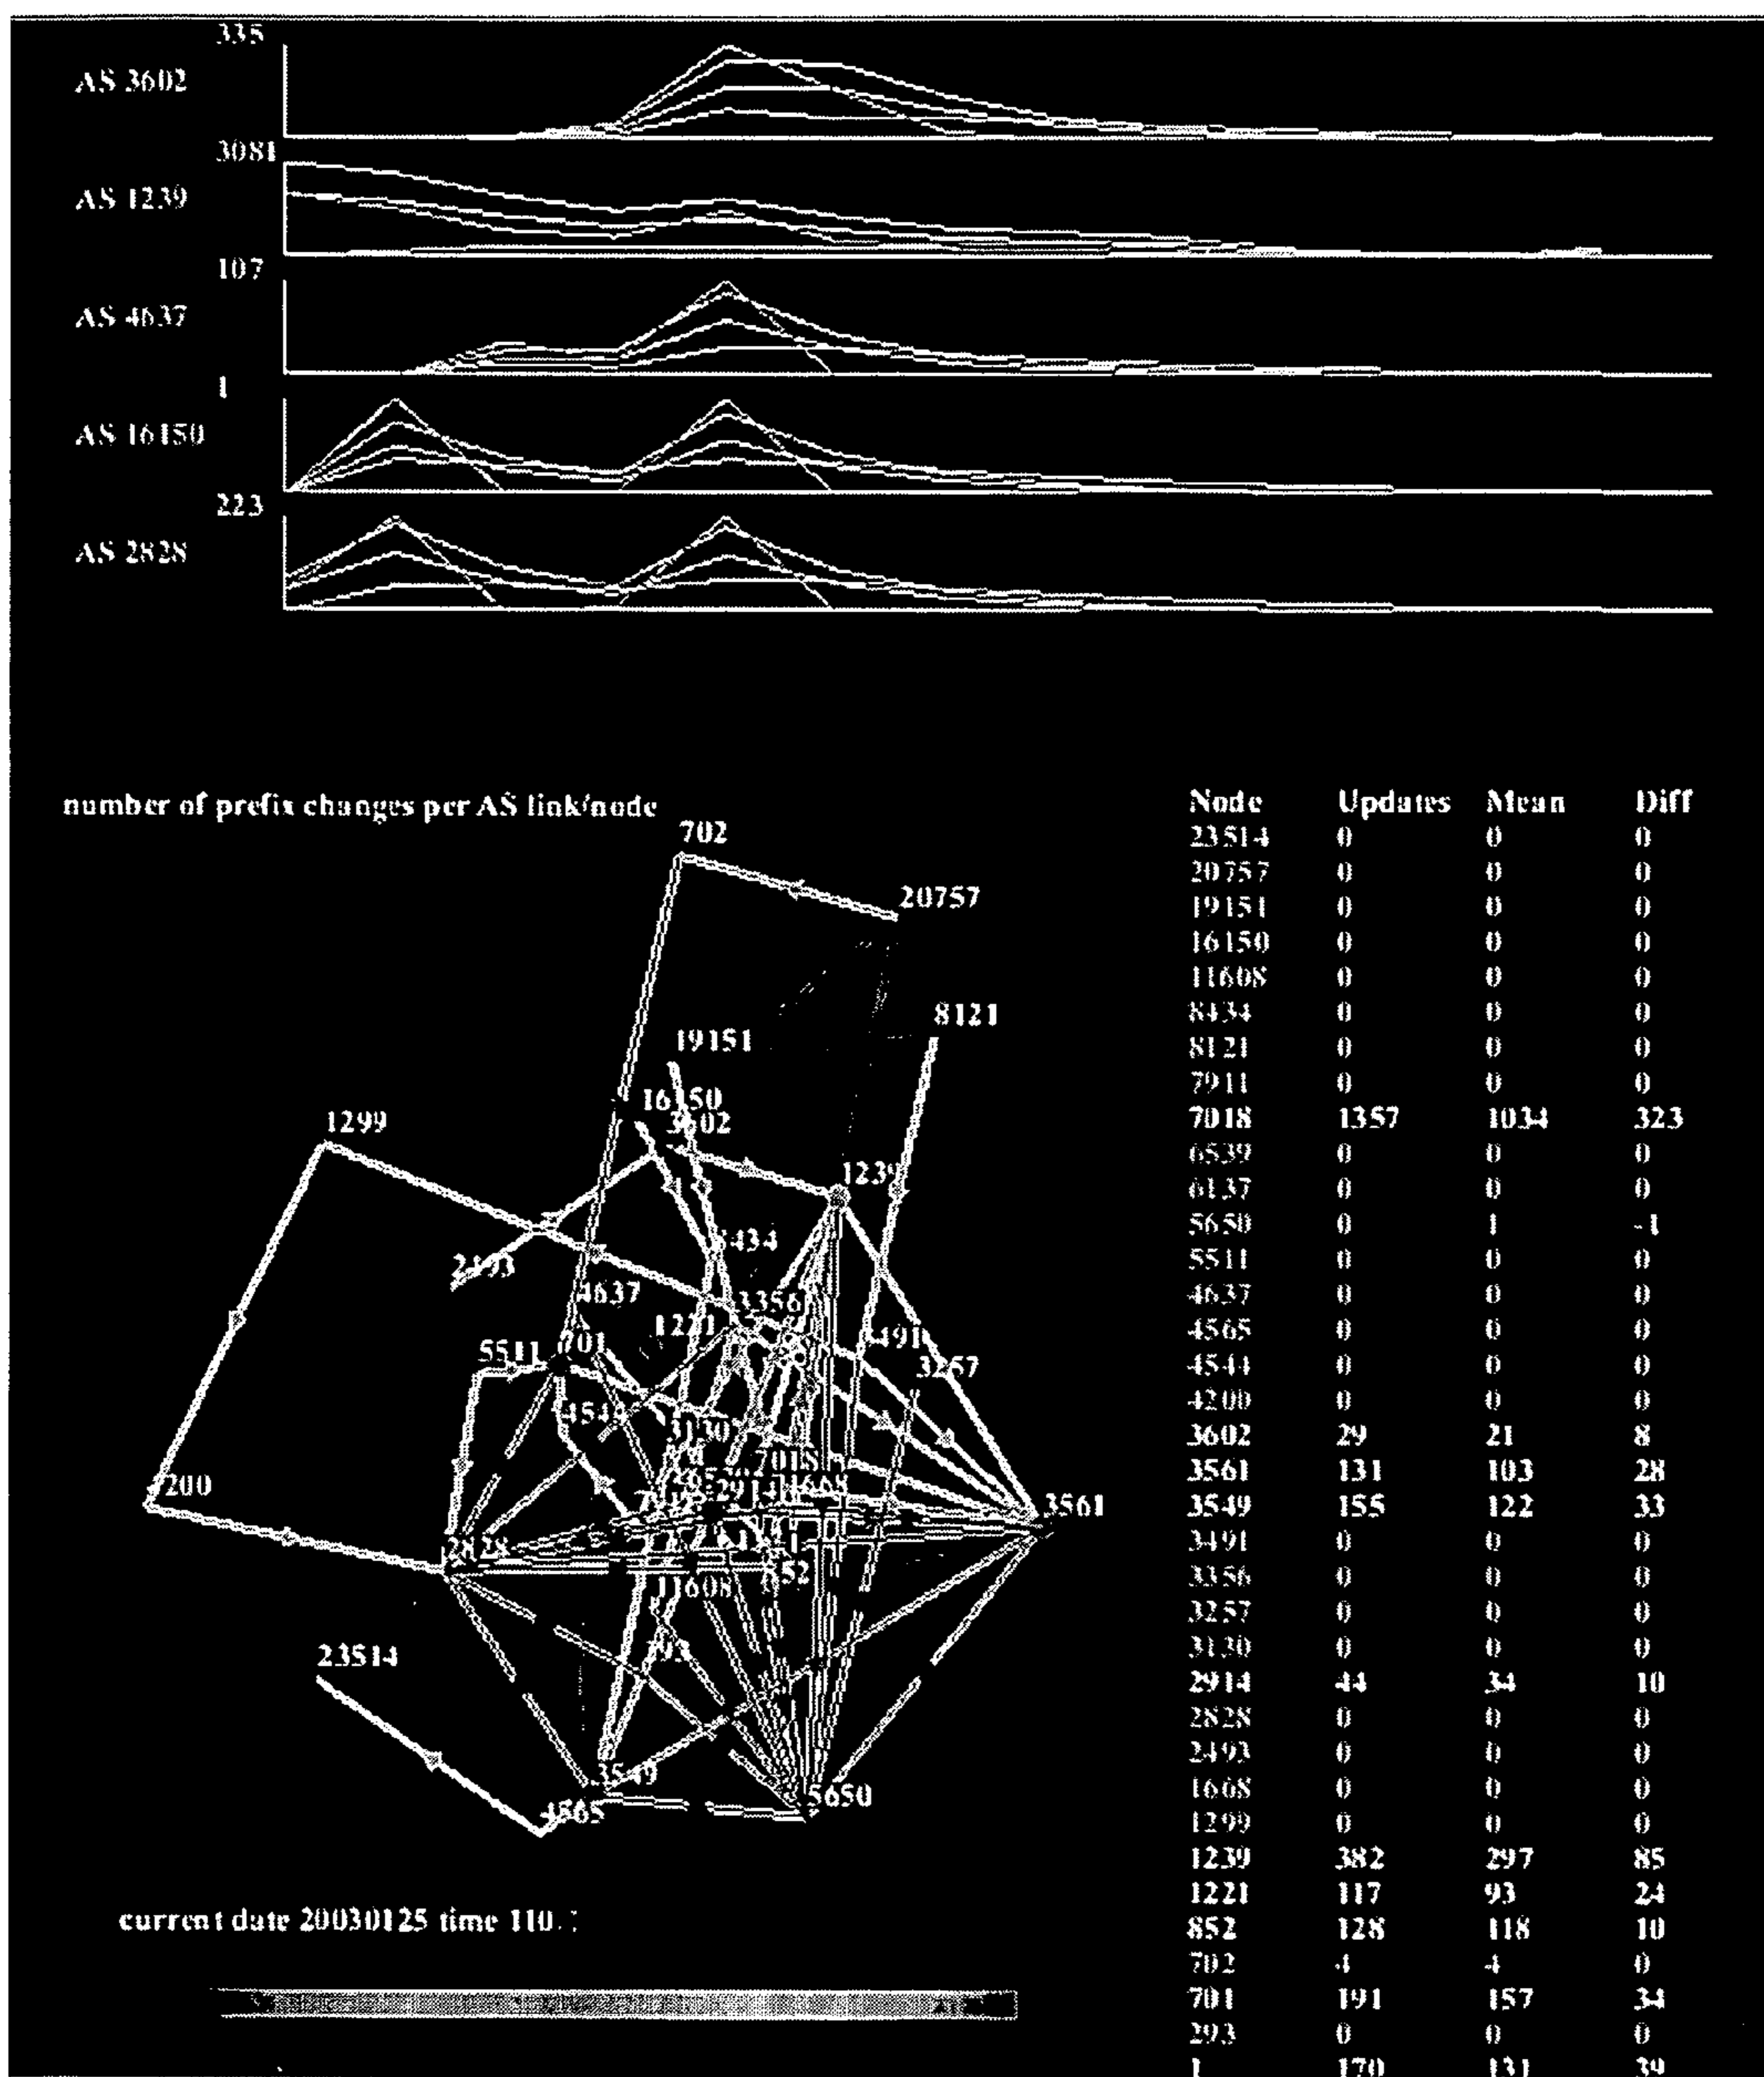 335
AS 3602
3081
AS 1239
107
AS 4637
1
AS 16150
223
AS 2828
number of prefix changes per AS link/node
702
20757
8121
19151
16150
3602
1299
1239
2493
4637
3356
1221
5511
701
3257
3130
7018
1668
2914
200
3561
2828
852
11608
293
23514
3549
5650
4565
current date 20030125 time
Node Updates Mean Diff
23514 0 0 0
20757 0 0 0
19151 0 0 0
16150 0 0 0
11608 0 0 0
8434 0 0 0
8121 0 0 0
7911 0 0 0
7018 1357 1034 323
6539 0 0 0
6137 0 0 0
5650 0 1 -1
5511 0 0 0
4637 0 0 0
4565 0 0 0
4544 0 0 0
4200 0 0 0
3602 29 21 8
3561 131 103 28
3549 155 122 33
3491 0 0 0
3356 0 0 0
3257 0 0 0
3130 0 0 0
2914 44 34 10
2828 0 0 0
2493 0 0 0
1668 0 0 0
1299 0 0 0
1239 382 297 85
1221 117 93 24
852 128 118 10
702 4 4 0
701 191 157 34
293 0 0 0
1 170 131 39